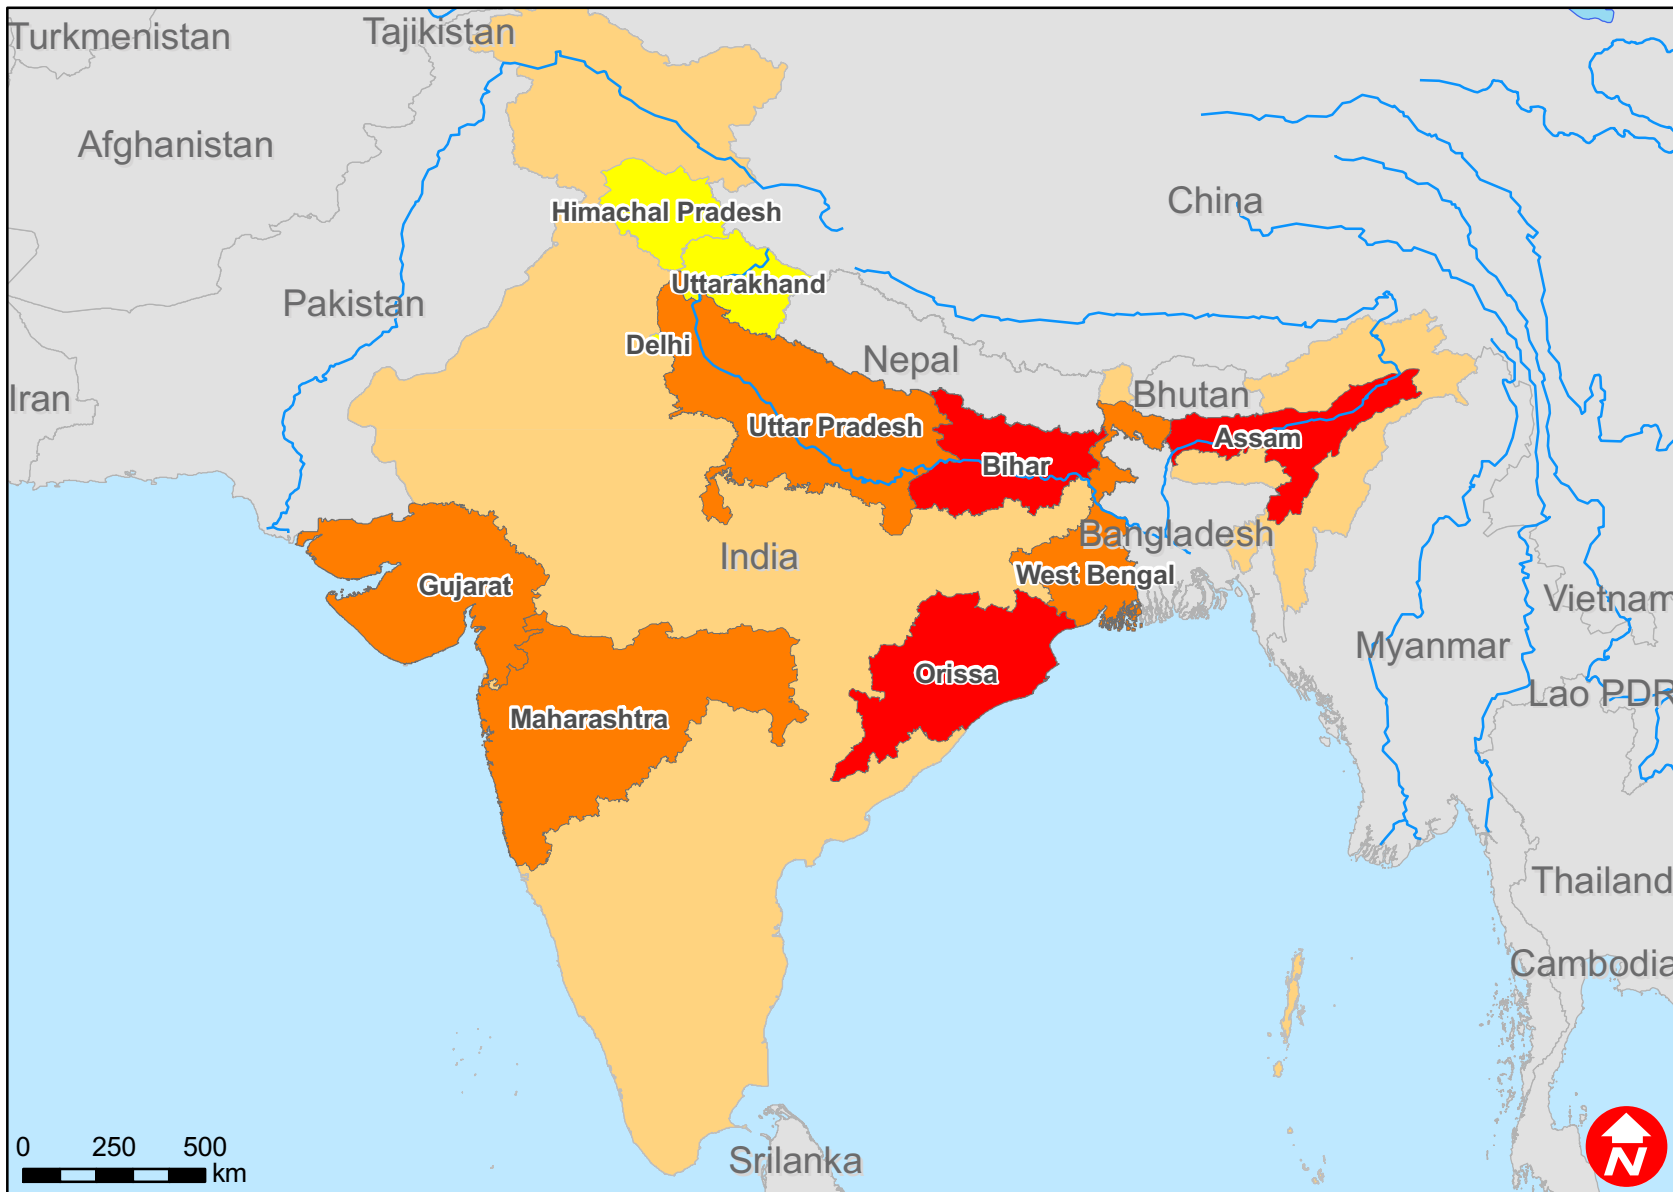 Turkmenistan
Tajikistan
Afghanistan
China
Himachal Pradesh
Uttarakhand
Pakistan
Delhi
Nepal
Bhutan
Iran
Uttar Pradesh
Assam
Bihar
Bangladesh
India
West Bengal
Gujarat
Vietnam
Myanmar
Orissa
Lao PDR
Maharashtra
Thailand
Cambodia
0 250 500
km
Srilanka
N